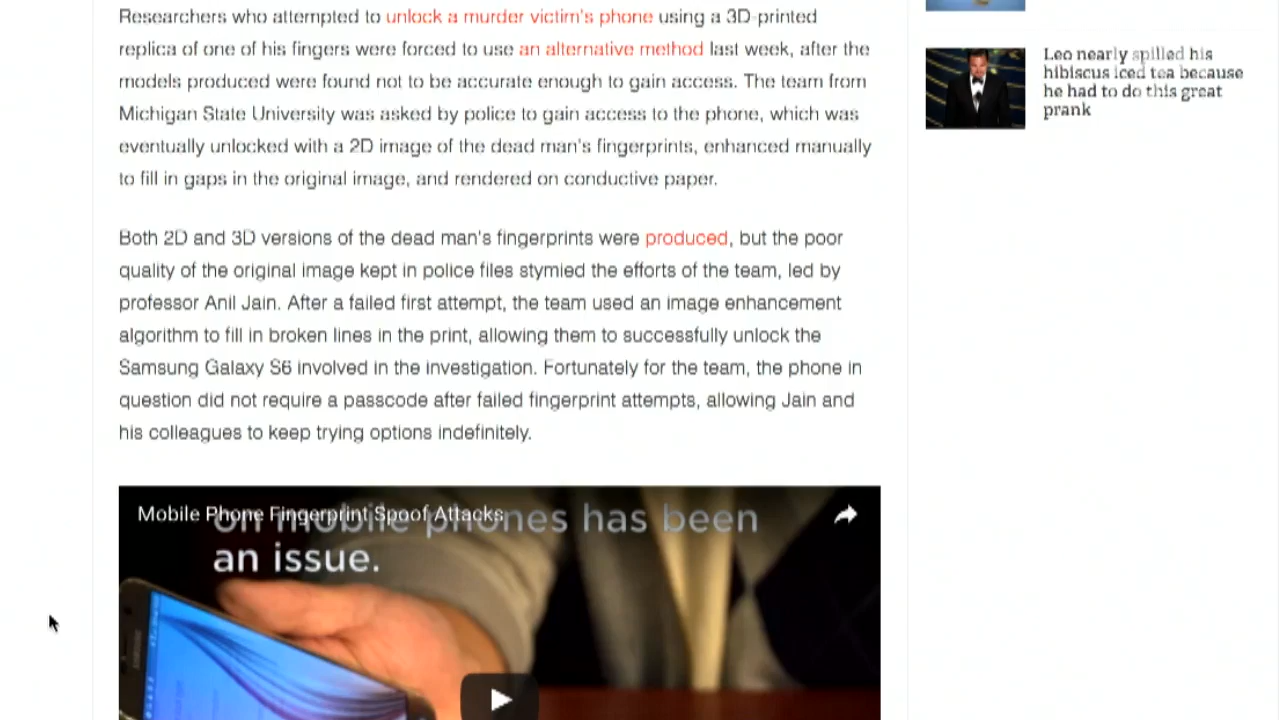 Researchers who attempted to unlock a murder victim's phone using a 3D-printed
replica of one of his fingers were forced to use an alternative method last week, after the
models produced were found not to be accurate enough to gain access. The team from
Michigan State University was asked by police to gain access to the phone, which was
eventually unlocked with a 2D image of the dead man's fingerprints, enhanced manually
to fill in gaps in the original image, and rendered on conductive paper.
Both 2D and 3D versions of the dead man's fingerprints were produced, but the poor
quality of the original image kept in police files stymied the efforts of the team, led by
professor Anil Jain. After a failed first attempt, the team used an image enhancement
algorithm to fill in broken lines in the print, allowing them to successfully unlock the
Samsung Galaxy S6 involved in the investigation. Fortunately for the team, the phone in
question did not require a passcode after failed fingerprint attempts, allowing Jain and
his colleagues to keep trying options indefinitely.
Mobile Phone Fingerprint Spoof Attacks
on mobile phones has been
an issue.
Leo nearly spilled his
hibiscus iced tea because
he had to do this great
prank